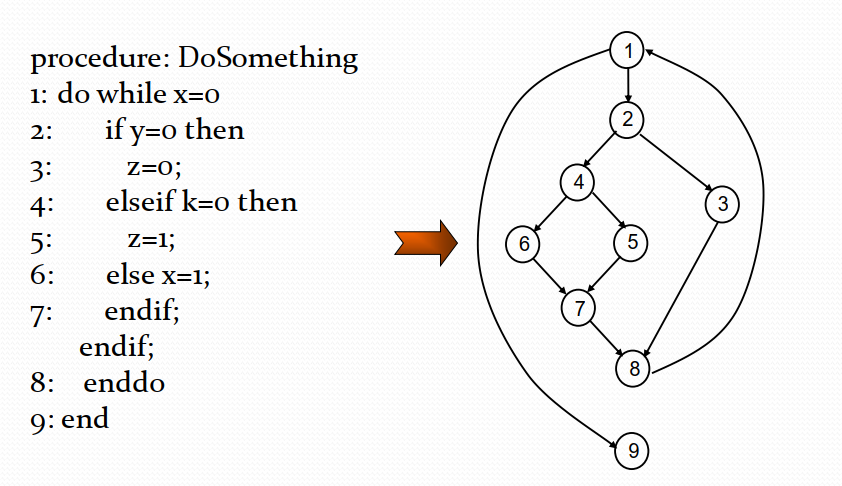 procedure: DoSomething
1: do while x=0
2: if y=0 then
3: z=0;
4: elseif k=0 then
5: z=1;
6: else x=1;
7: endif;
endif;
8: enddo
9: end
1
2
4
3
6
5
7
8
9